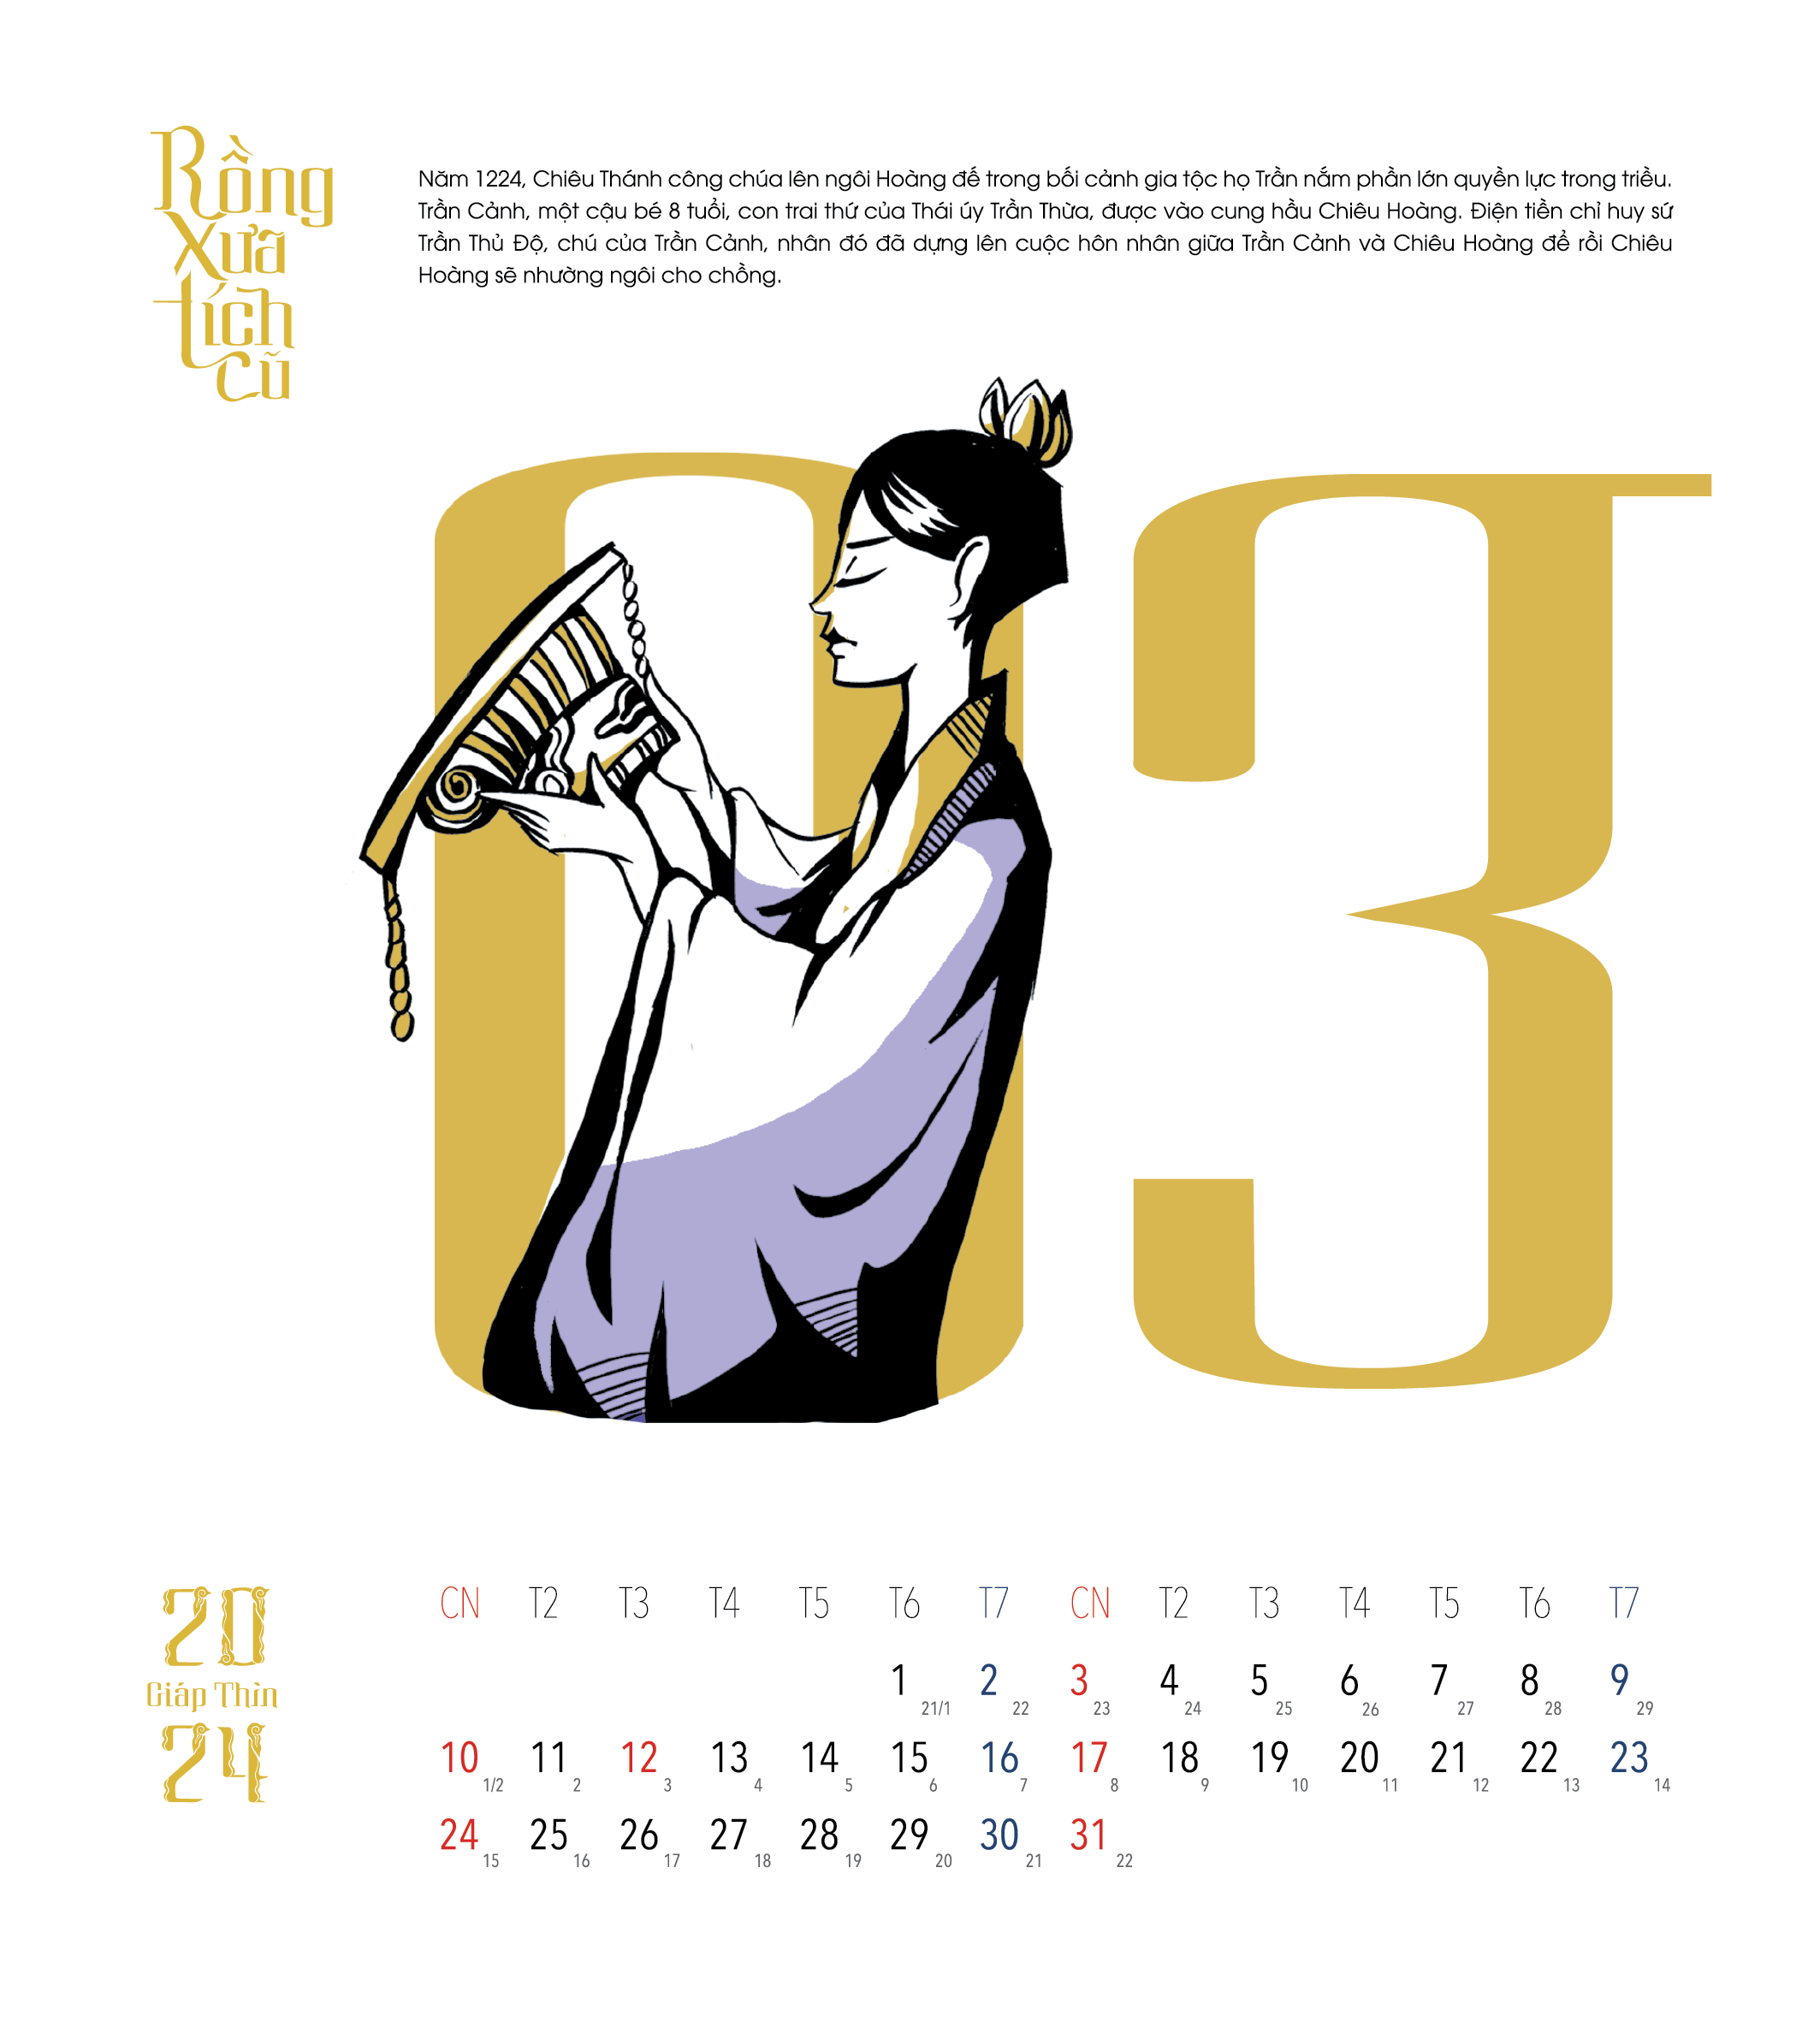 Rồng
xưa
tích
cũ
Năm 1224, Chiêu Thánh công chúa lên ngôi Hoàng đế trong bối cảnh gia tộc họ Trần nắm phần lớn quyền lực trong triều.
Trần Cảnh, một cậu bé 8 tuổi, con trai thứ của Thái úy Trần Thừa, được vào cung hầu Chiêu Hoàng. Điện tiền chỉ huy sứ
Trần Thủ Độ, chú của Trần Cảnh, nhân đó đã dựng lên cuộc hôn nhân giữa Trần Cảnh và Chiêu Hoàng để rồi Chiêu
Hoàng sẽ nhường ngôi cho chồng.
03
20
Giáp Thìn
24
CN T2 T3 T4 T5 T6 T7 CN T2 T3 T4 T5 T6 T7
1 2 3 4 5 6 7 8 9
21/1 22 23 24 25 26 27 28 29
10 11 12 13 14 15 16 17 18 19 20 21 22 23
1/2 2 3 4 5 6 7 8 9 10 11 12 13 14
24 25 26 27 28 29 30 31
15 16 17 18 19 20 21 22